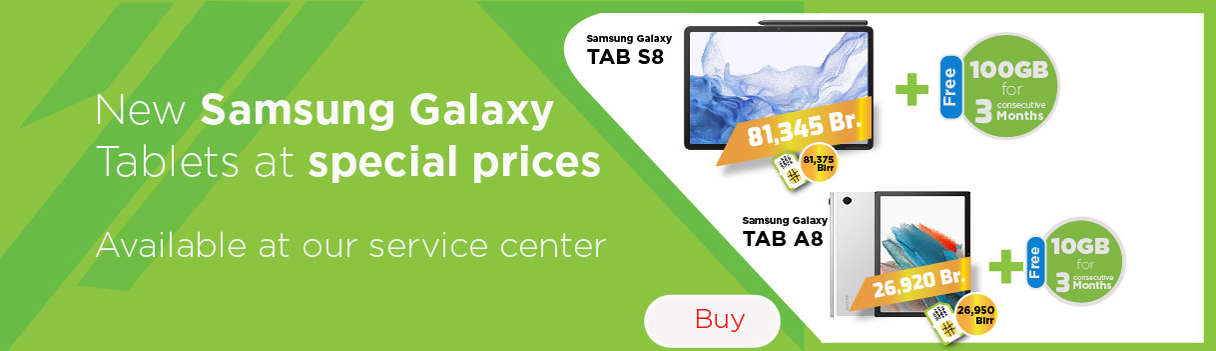 New Samsung Galaxy
Tablets at special prices
Available at our service center
Buy
Samsung Galaxy
TAB S8
81,345 Br.
81,375
Birr
Free
100GB
for
3 consecutive
Months
Samsung Galaxy
TAB A8
26,920 Br.
26,950
Birr
Free
10GB
for
3 consecutive
Months